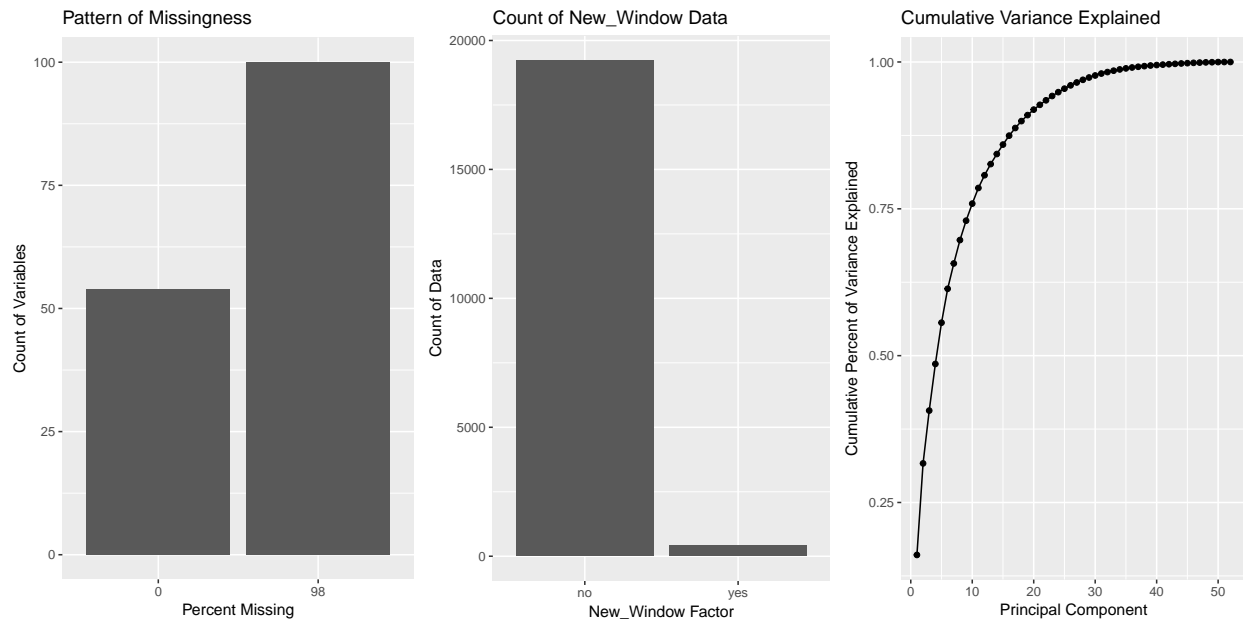 Pattern of Missingness
Count of Variables
100
75
50
25
0
0
98
Percent Missing
Count of New_Window Data
Count of Data
20000
15000
10000
5000
0
no
yes
New_Window Factor
Cumulative Variance Explained
Cumulative Percent of Variance Explained
1.00
0.75
0.50
0.25
0
10
20
30
40
50
Principal Component